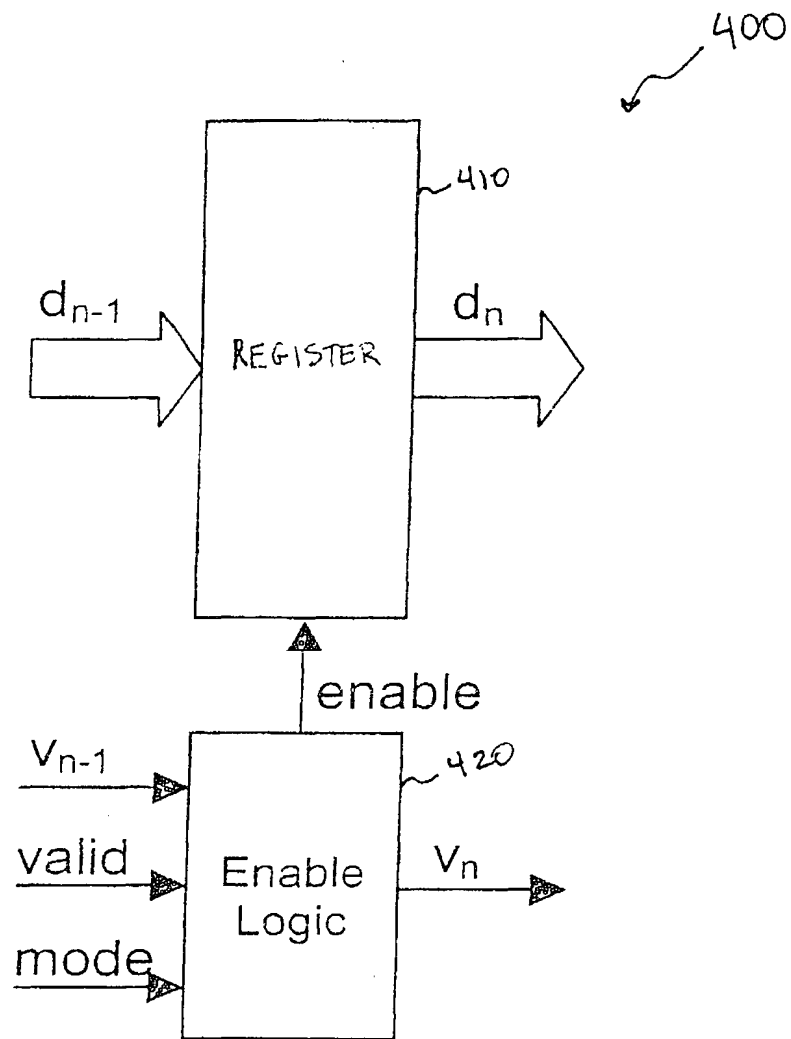 400
410
d_{n-1}
d_n
REGISTER
enable
v_{n-1}
420
valid
Enable
Logic
v_n
mode